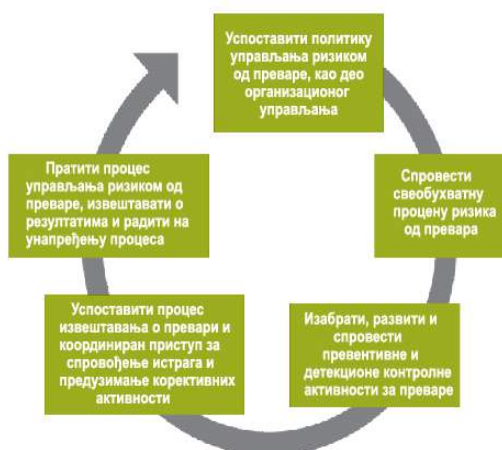 Успоставити политику
управљања ризиком
од преваре, као део
организационог
управљања
Спровести
свеобухватну
процену ризика
од превара
Изабрати, развити и
спровести
превентивне и
детекционе контролне
активности за преваре
Успоставити процес
извештавања о превари и
координиран приступ за
спровођење истрага и
предузимање корективних
активности
Пратити процес
управљања ризиком од
преваре, извештавати о
резултатима и радити на
унапређењу процеса